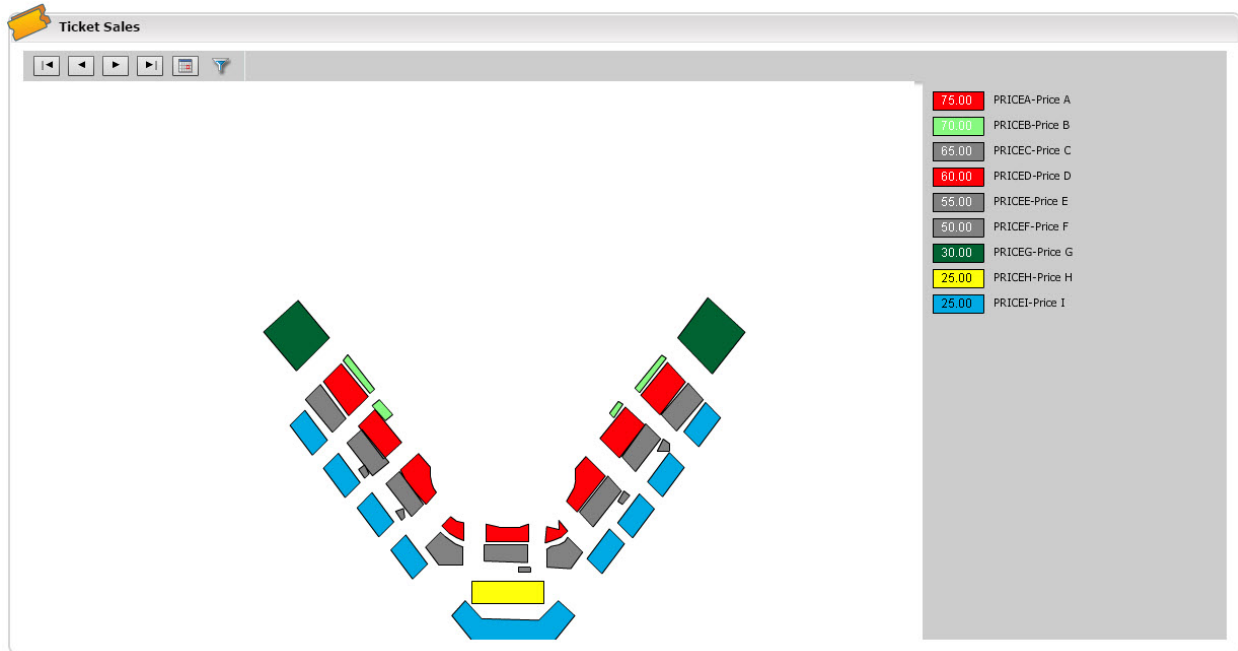 Ticket Sales
75.00 PRICEA-Price A
70.00 PRICEB-Price B
65.00 PRICEC-Price C
60.00 PRICED-Price D
55.00 PRICEE-Price E
50.00 PRICEF-Price F
30.00 PRICEG-Price G
25.00 PRICEH-Price H
25.00 PRICEI-Price I